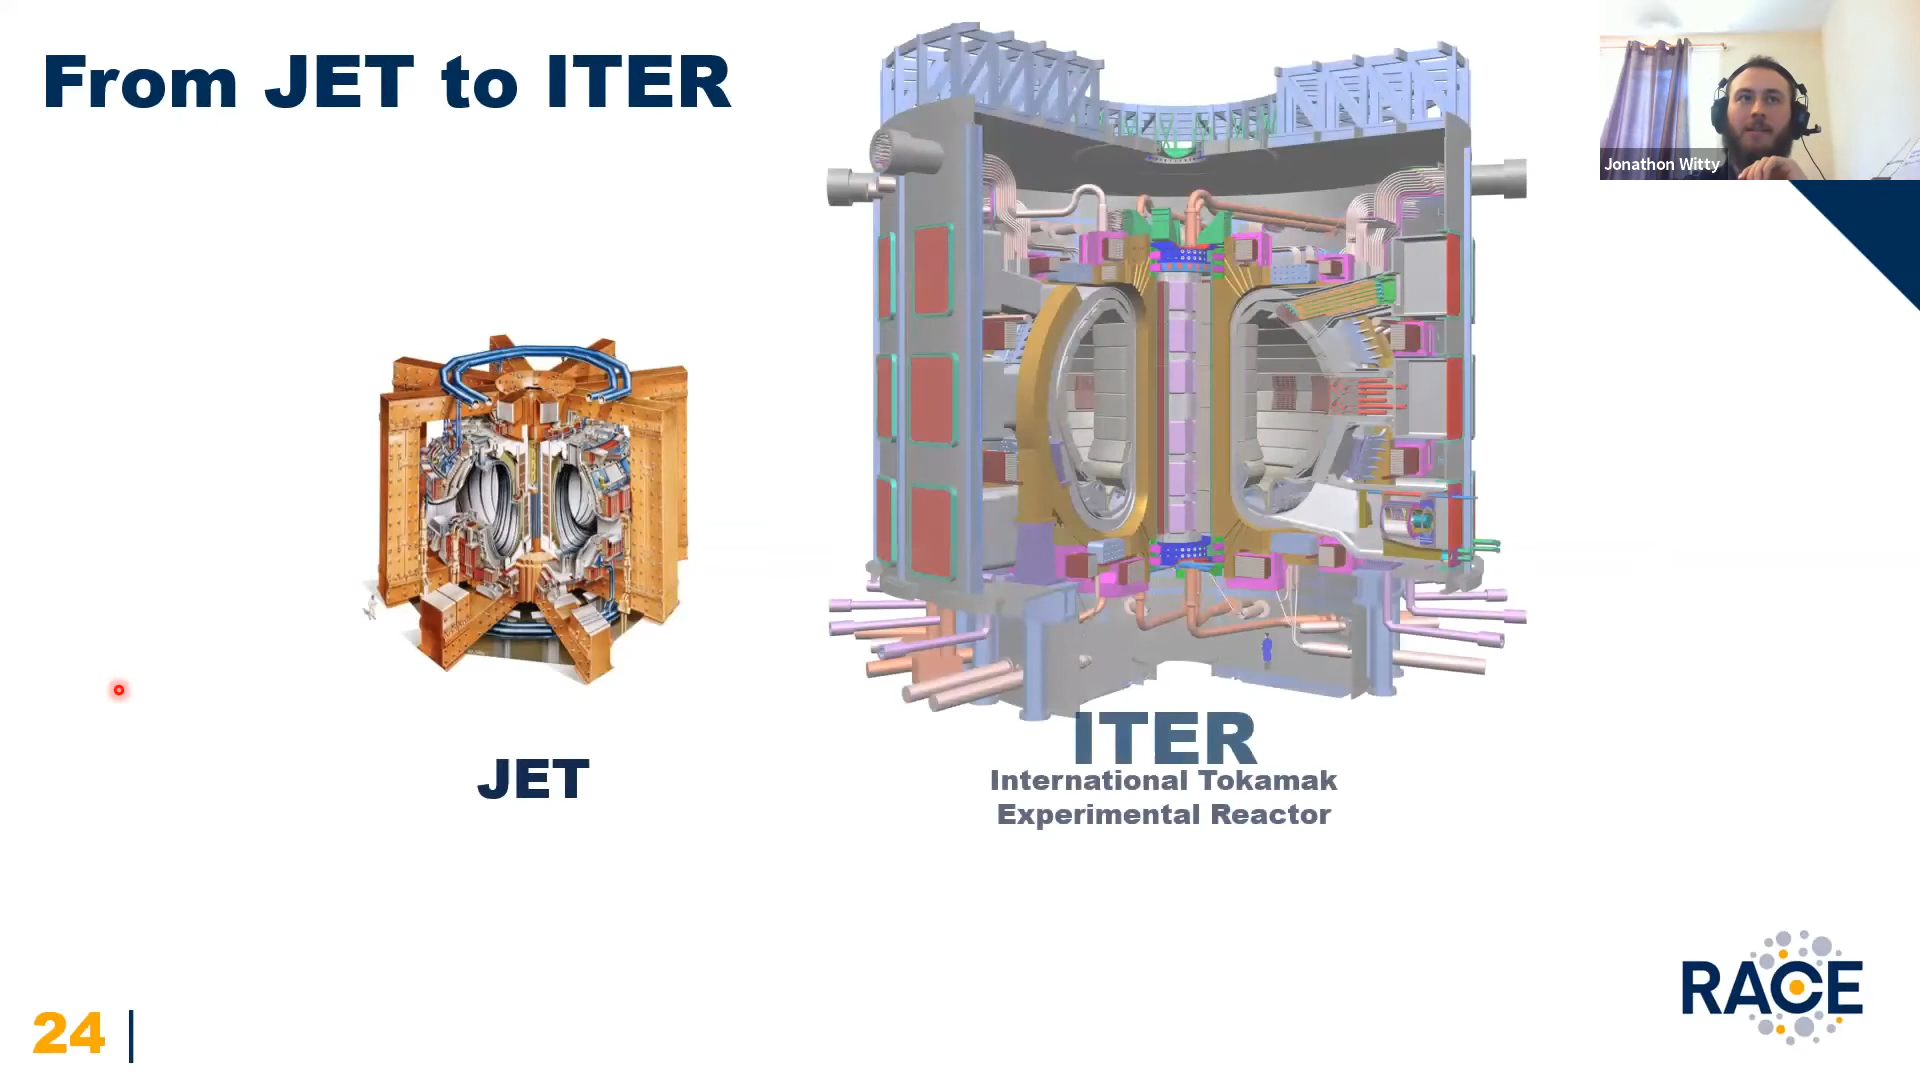 From JET to ITER
Jonathon Witty
JET
ITER
International Tokamak
Experimental Reactor
RACE
24